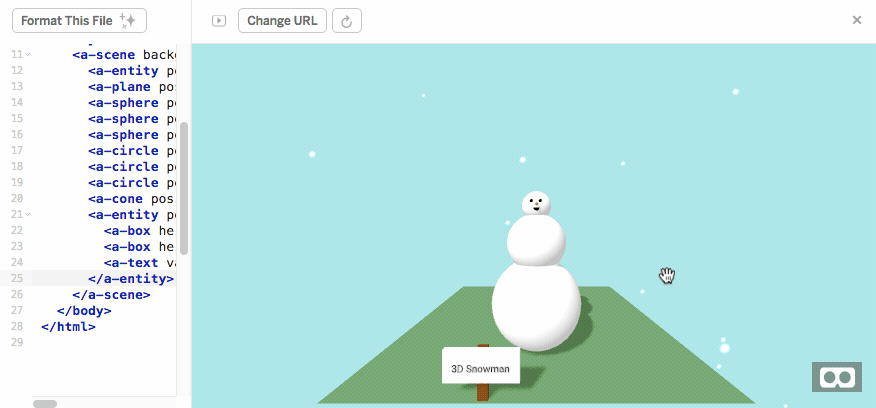 Format This File
Change URL
11 <a-scene back
12 <a-entity po
13 <a-plane pos
14 <a-sphere po
15 <a-sphere po
16 <a-sphere po
17 <a-circle po
18 <a-circle po
19 <a-circle po
20 <a-cone pos
21 <a-entity po
22 <a-box he
23 <a-box he
24 <a-text va
25 </a-entity>
26 </a-scene>
27 </body>
28 </html>
29
3D Snowman